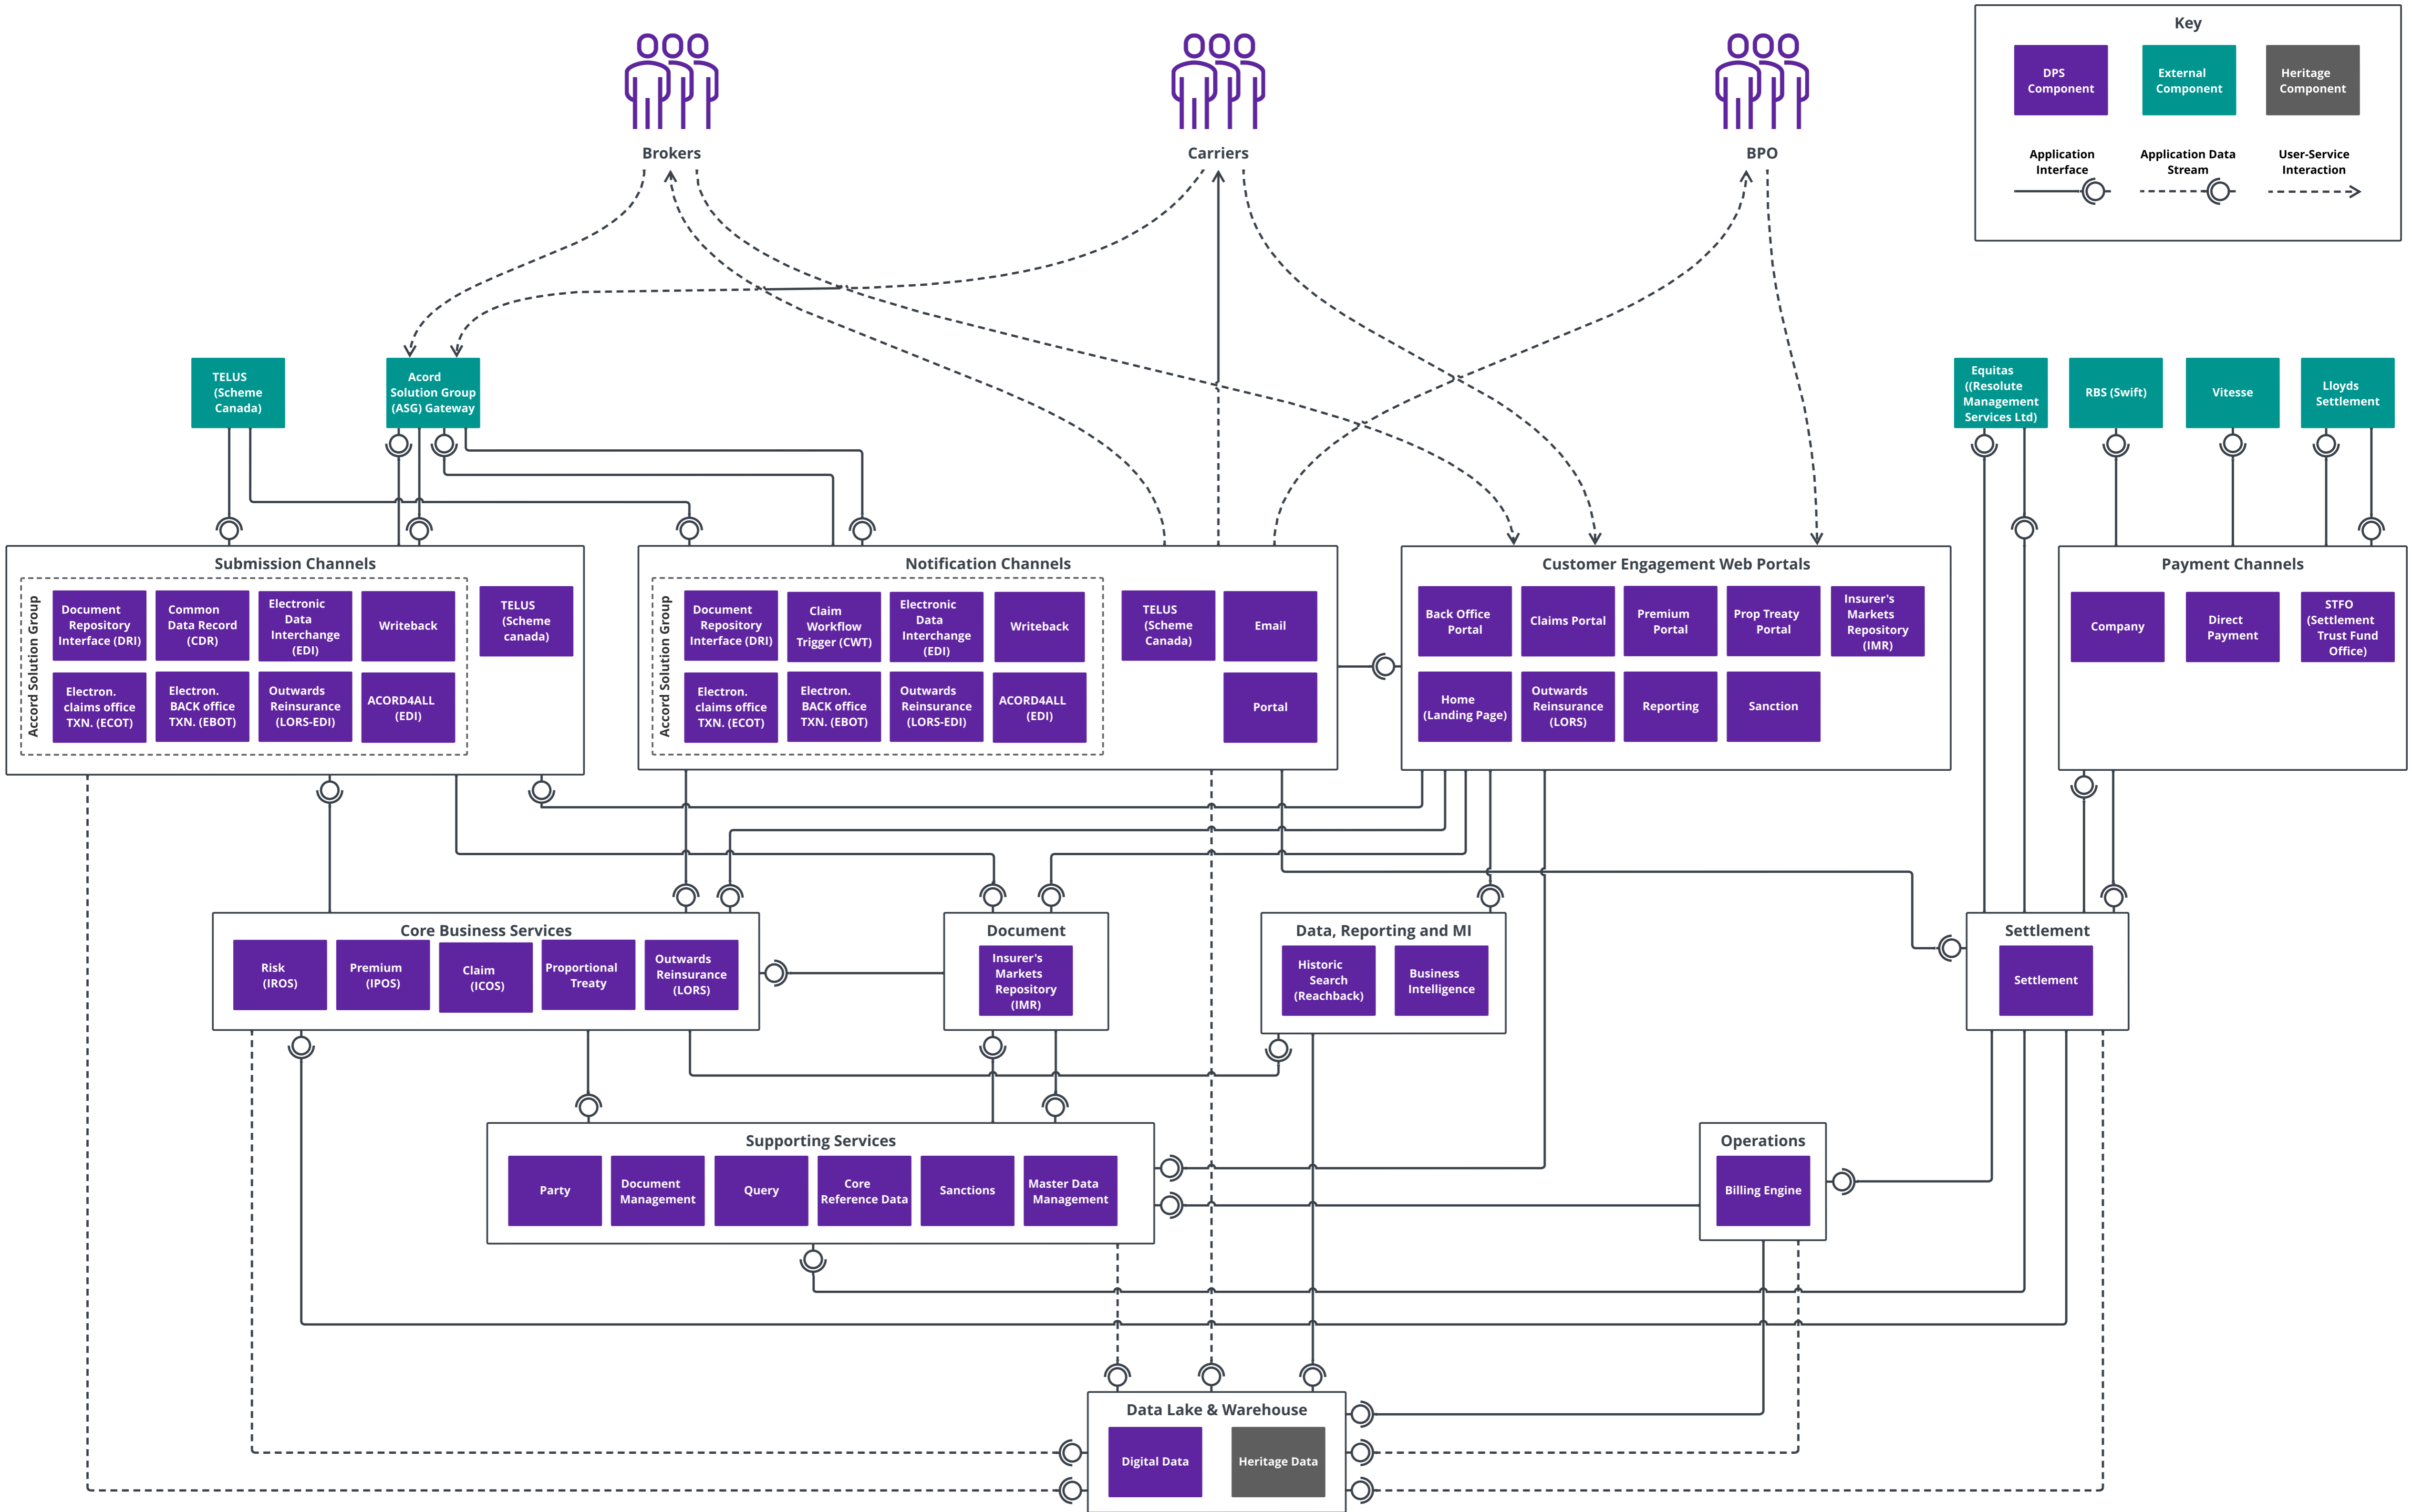 Key
DPS
Component
External
Component
Heritage
Component
Application
Interface
Application Data
Stream
User-Service
Interaction
Brokers
Carriers
BPO
TELUS
(Scheme
Canada)
Acord
Solution Group
(ASG) Gateway
Equitas
((Resolute
Management
Services Ltd)
RBS (Swift)
Vitesse
Lloyds
Settlement
Submission Channels
Accord Solution Group
Document
Repository
Interface (DRI)
Common
Data Record
(CDR)
Electronic
Data
Interchange
(EDI)
Writeback
TELUS
(Scheme
canada)
Electron.
claims office
TXN. (ECOT)
Electron.
BACK office
TXN. (EBOT)
Outwards
Reinsurance
(LORS-EDI)
ACORD4ALL
(EDI)
Notification Channels
Accord Solution Group
Document
Repository
Interface (DRI)
Claim
Workflow
Trigger (CWT)
Electronic
Data
Interchange
(EDI)
Writeback
TELUS
(Scheme
Canada)
Email
Electron.
claims office
TXN. (ECOT)
Electron.
BACK office
TXN. (EBOT)
Outwards
Reinsurance
(LORS-EDI)
ACORD4ALL
(EDI)
Portal
Customer Engagement Web Portals
Back Office
Portal
Claims Portal
Premium
Portal
Prop Treaty
Portal
Insurer's
Markets
Repository
(IMR)
Home
(Landing Page)
Outwards
Reinsurance
(LORS)
Reporting
Sanction
Payment Channels
Company
Direct
Payment
STFO
(Settlement
Trust Fund
Office)
Core Business Services
Risk
(IROS)
Premium
(IPOS)
Claim
(ICOS)
Proportional
Treaty
Outwards
Reinsurance
(LORS)
Document
Insurer's
Markets
Repository
(IMR)
Data, Reporting and MI
Historic
Search
(Reachback)
Business
Intelligence
Settlement
Settlement
Supporting Services
Party
Document
Management
Query
Core
Reference Data
Sanctions
Master Data
Management
Operations
Billing Engine
Data Lake & Warehouse
Digital Data
Heritage Data